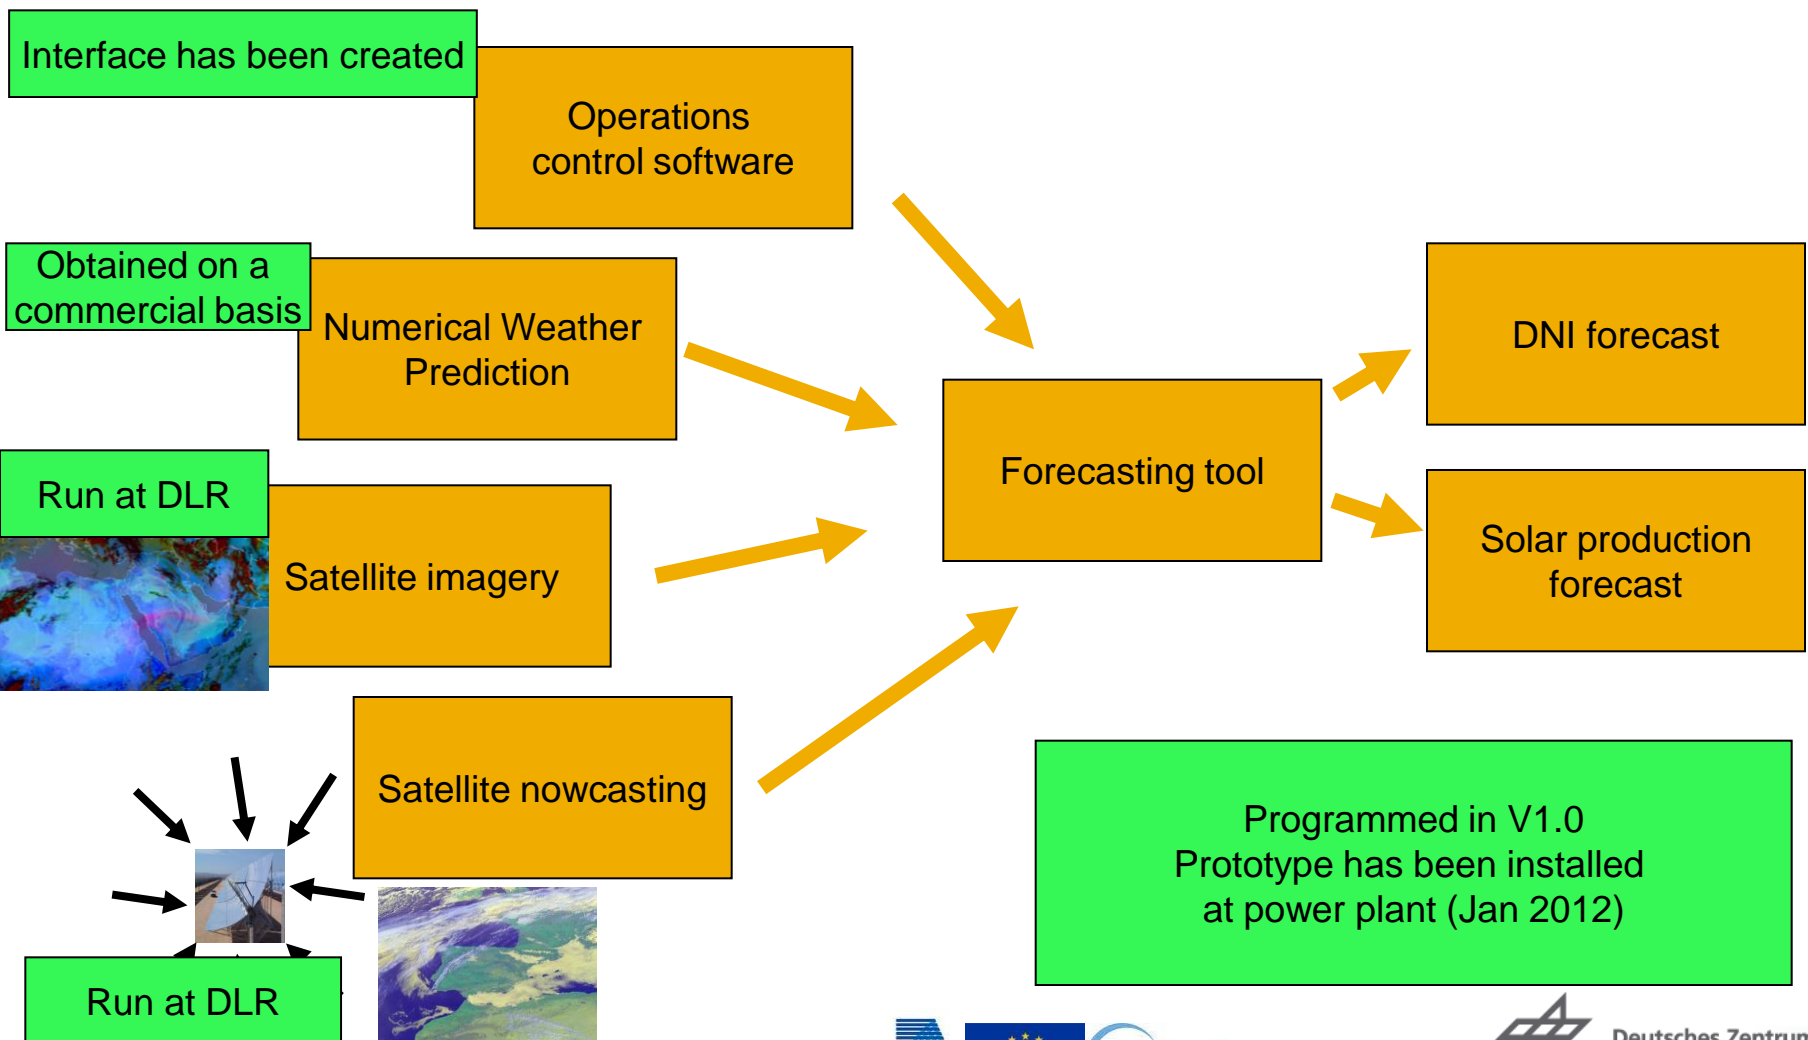 Interface has been created
Operations
control software
Obtained on a
commercial basis
Numerical Weather
Prediction
DNI forecast
Run at DLR
Forecasting tool
Satellite imagery
Solar production
forecast
Satellite nowcasting
Programmed in V1.0
Prototype has been installed
at power plant (Jan 2012)
Run at DLR
Deutsches Zentrum